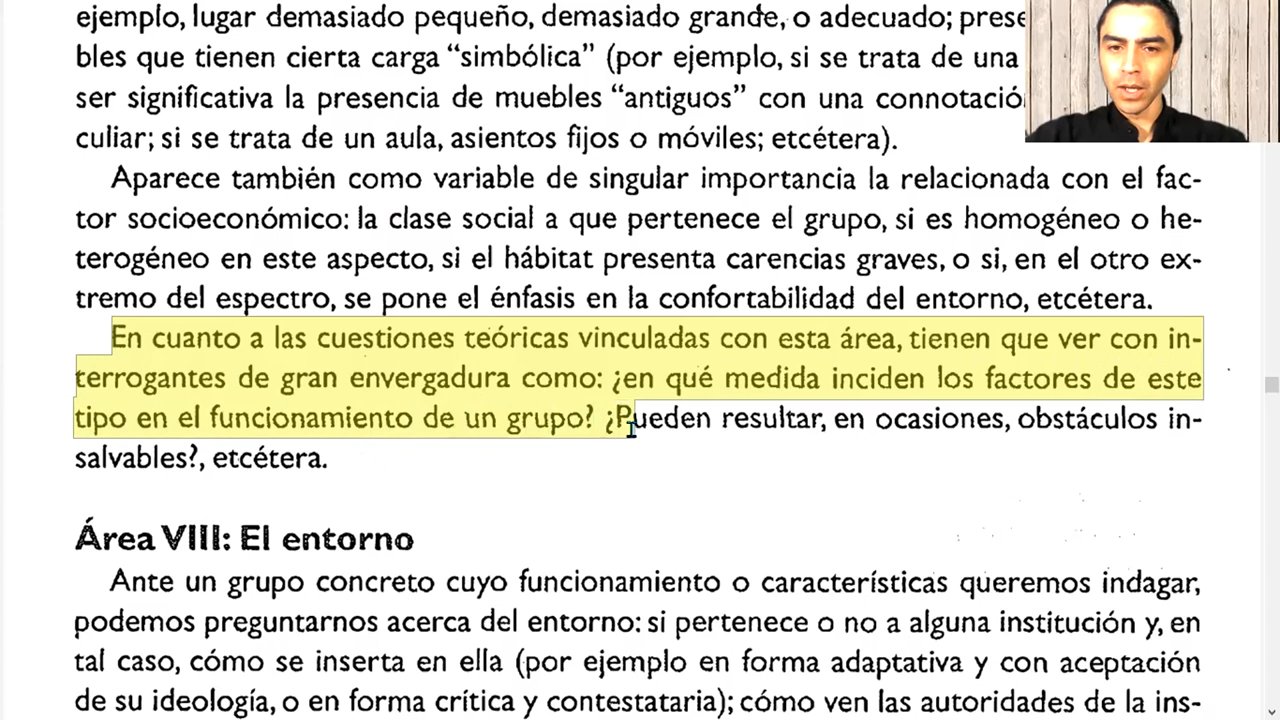 ejemplo, lugar demasiado pequeño, demasiado grande, o adecuado; prese
bles que tienen cierta carga “simbólica” (por ejemplo, si se trata de una
ser significativa la presencia de muebles “antiguos” con una connotació
culiar; si se trata de un aula, asientos fijos o móviles; etcétera).
Aparece también como variable de singular importancia la relacionada con el fac-
tor socioeconómico: la clase social a que pertenece el grupo, si es homogéneo o he-
terogéneo en este aspecto, si el hábitat presenta carencias graves, o si, en el otro ex-
tremo del espectro, se pone el énfasis en la confortabilidad del entorno, etcétera.
En cuanto a las cuestiones teóricas vinculadas con esta área, tienen que ver con in-
terrogantes de gran envergadura como: ¿en qué medida inciden los factores de este
tipo en el funcionamiento de un grupo? ¿Pueden resultar, en ocasiones, obstáculos in-
salvables?, etcétera.
Área VIII: El entorno
Ante un grupo concreto cuyo funcionamiento o características queremos indagar,
podemos preguntarnos acerca del entorno: si pertenece o no a alguna institución y, en
tal caso, cómo se inserta en ella (por ejemplo en forma adaptativa y con aceptación
de su ideología, o en forma crítica y contestataria); cómo ven las autoridades de la ins-